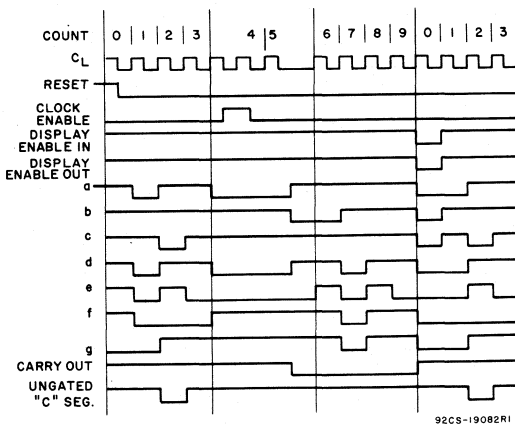 COUNT 0 1 2 3 4 5 6 7 8 9 0 1 2 3
CL
RESET
CLOCK
ENABLE
DISPLAY
ENABLE IN
DISPLAY
ENABLE OUT
a
b
c
d
e
f
g
CARRY OUT
UNGATED
"C" SEG.
92CS-19082R1